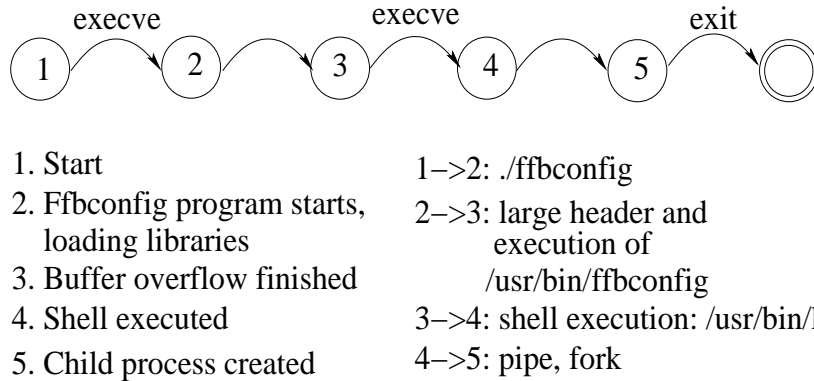 execve execve exit
1 2 3 4 5
1. Start
2. Ffbconfig program starts,
loading libraries
3. Buffer overflow finished
4. Shell executed
5. Child process created
1−>2: ./ffbconfig
2−>3: large header and
execution of
/usr/bin/ffbconfig
3−>4: shell execution:
4−>5: pipe, fork